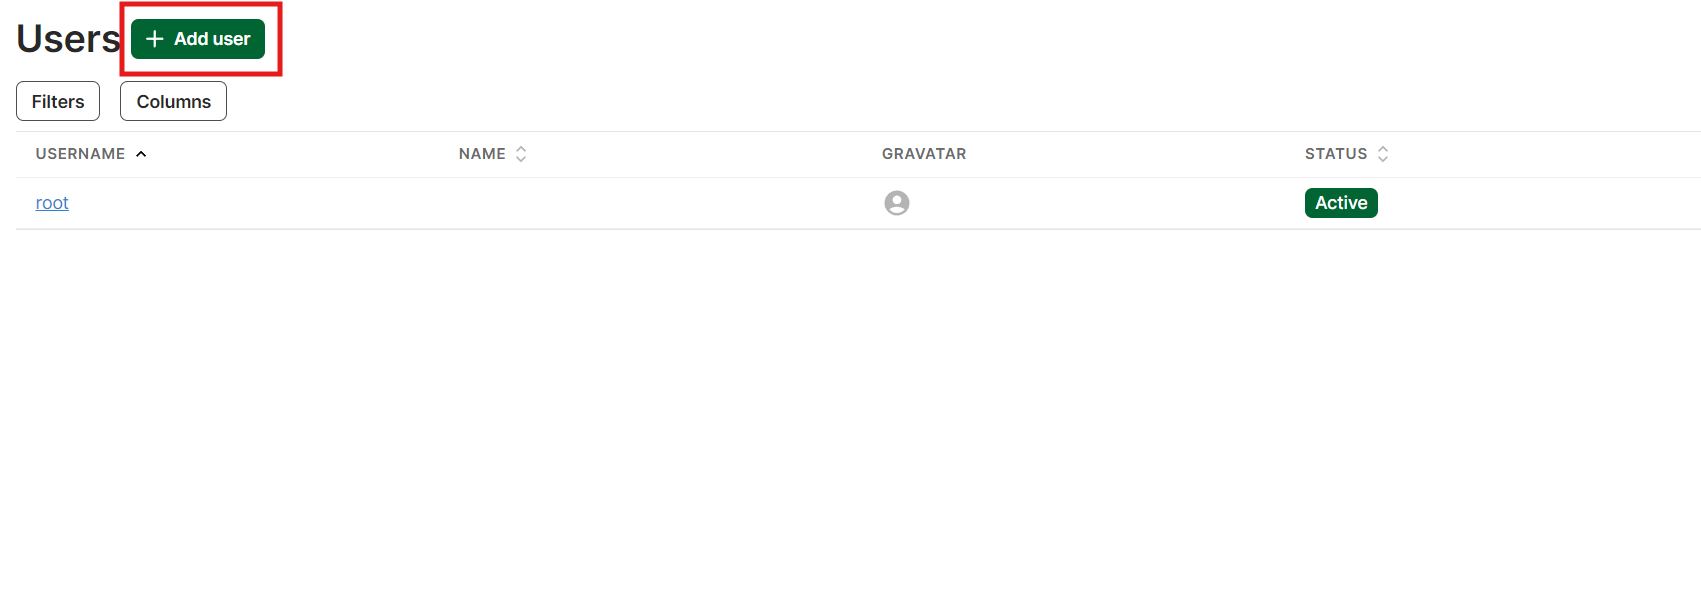 Users + Add user
Filters Columns
USERNAME NAME GRAVATAR STATUS
root Active